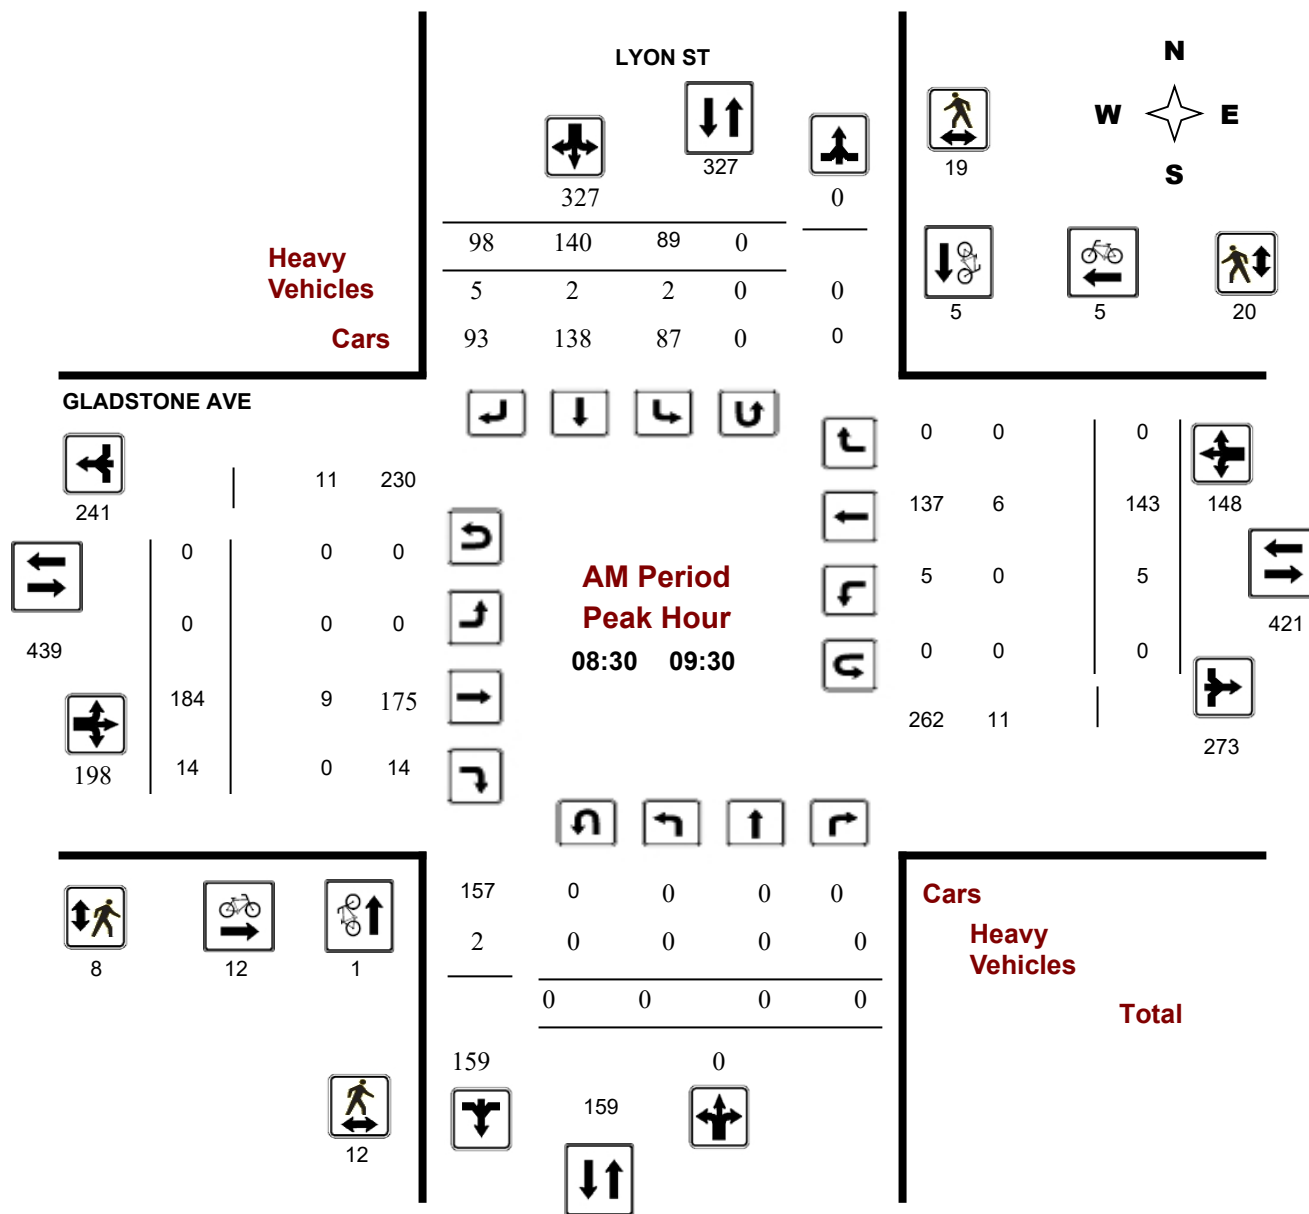 LYON ST
N
W E
S
327
327
0
19
98 140 89 0
Heavy
Vehicles
5 2 2 0 0
Cars
93 138 87 0 0
5 5 20
GLADSTONE AVE
241
11 230
0 0 0
137 6 143 148
0 0 0
5 0 5
0 0 0
0 0 0
439
421
AM Period
Peak Hour
08:30 09:30
184 9 175
198
14 0 14
262 11
273
157 0 0 0 0
2 0 0 0 0
0 0 0 0
Cars
Heavy
Vehicles
Total
8 12 1
159 0
159
12